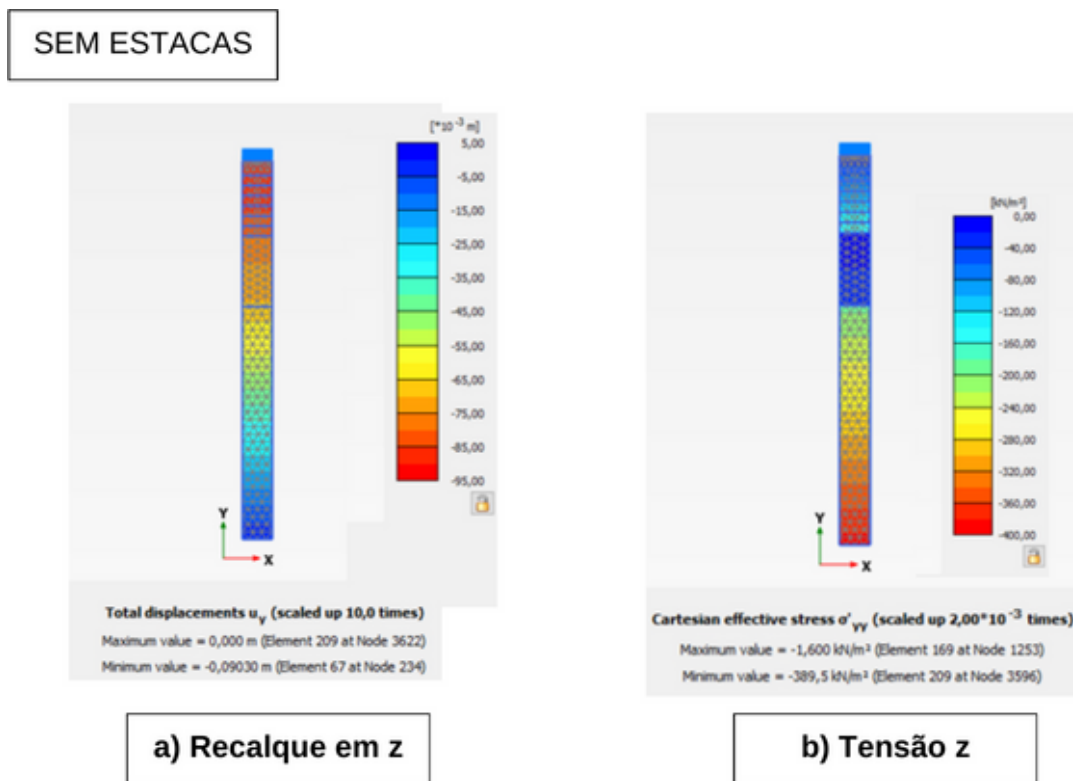 SEM ESTACAS
[*10 -3 m]
5,00
-5,00
-15,00
-25,00
-35,00
-45,00
-55,00
-65,00
-75,00
-85,00
-95,00
Y
X
Total displacements u y (scaled up 10,0 times)
Maximum value = 0,000 m (Element 209 at Node 3622)
Minimum value = -0,09030 m (Element 67 at Node 234)
a) Recalque em z
[kN/m²]
0,00
-40,00
-80,00
-120,00
-160,00
-200,00
-240,00
-280,00
-320,00
-360,00
-400,00
Y
X
Cartesian effective stress σ' yy (scaled up 2,00*10 -3 times)
Maximum value = -1,600 kN/m² (Element 169 at Node 1253)
Minimum value = -389,5 kN/m² (Element 209 at Node 3596)
b) Tensão z